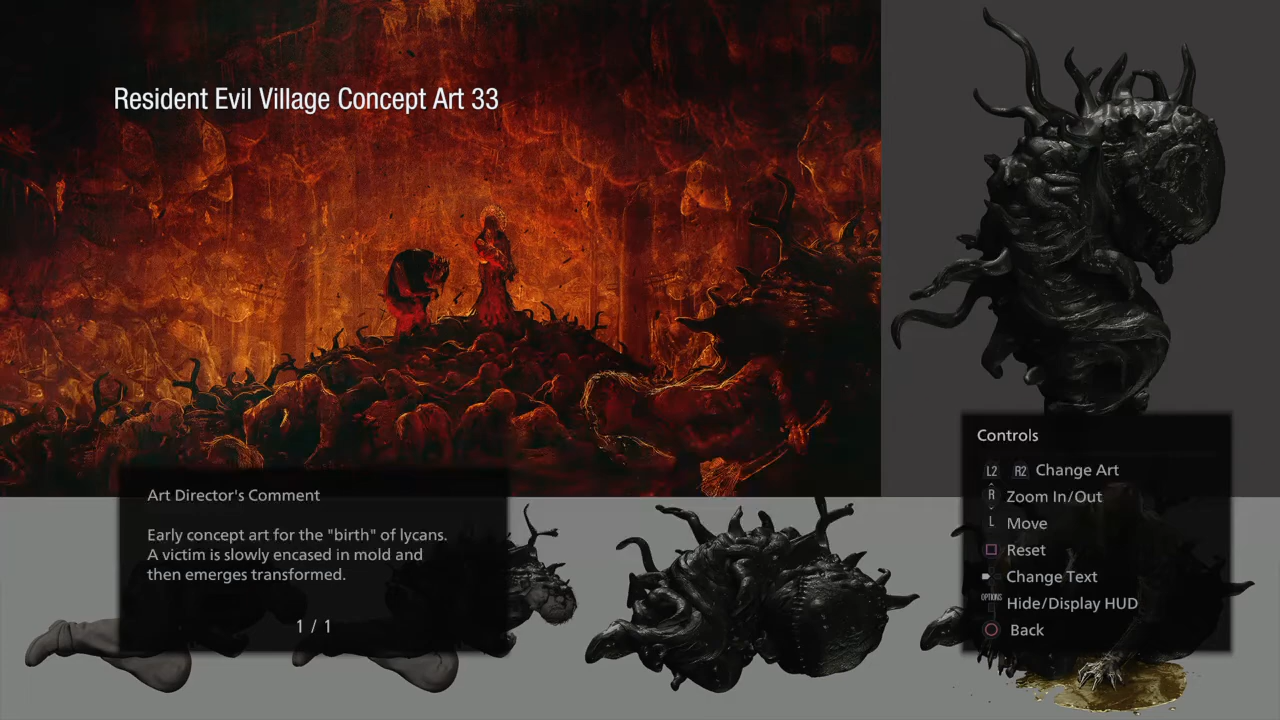 Resident Evil Village Concept Art 33
Art Director's Comment
Early concept art for the "birth" of lycans.
A victim is slowly encased in mold and
then emerges transformed.
1 / 1
Controls
L2 R2 Change Art
R Zoom In/Out
L Move
Reset
Change Text
OPTIONS Hide/Display HUD
Back